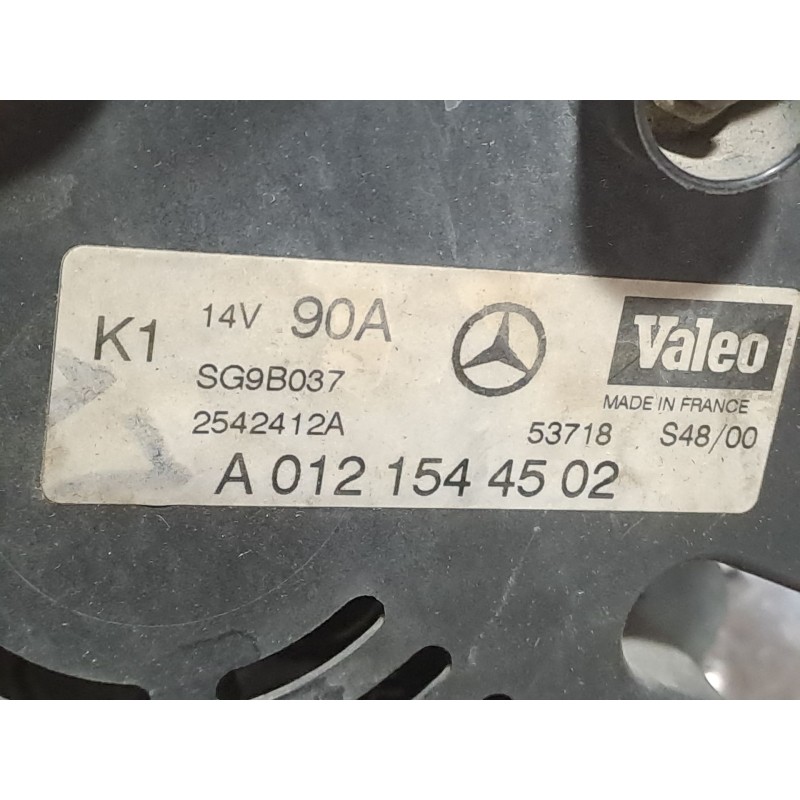 K1 14V 90A Valeo
SG9B037 MADE IN FRANCE
2542412A 53718 S48/00
A 012 154 45 02